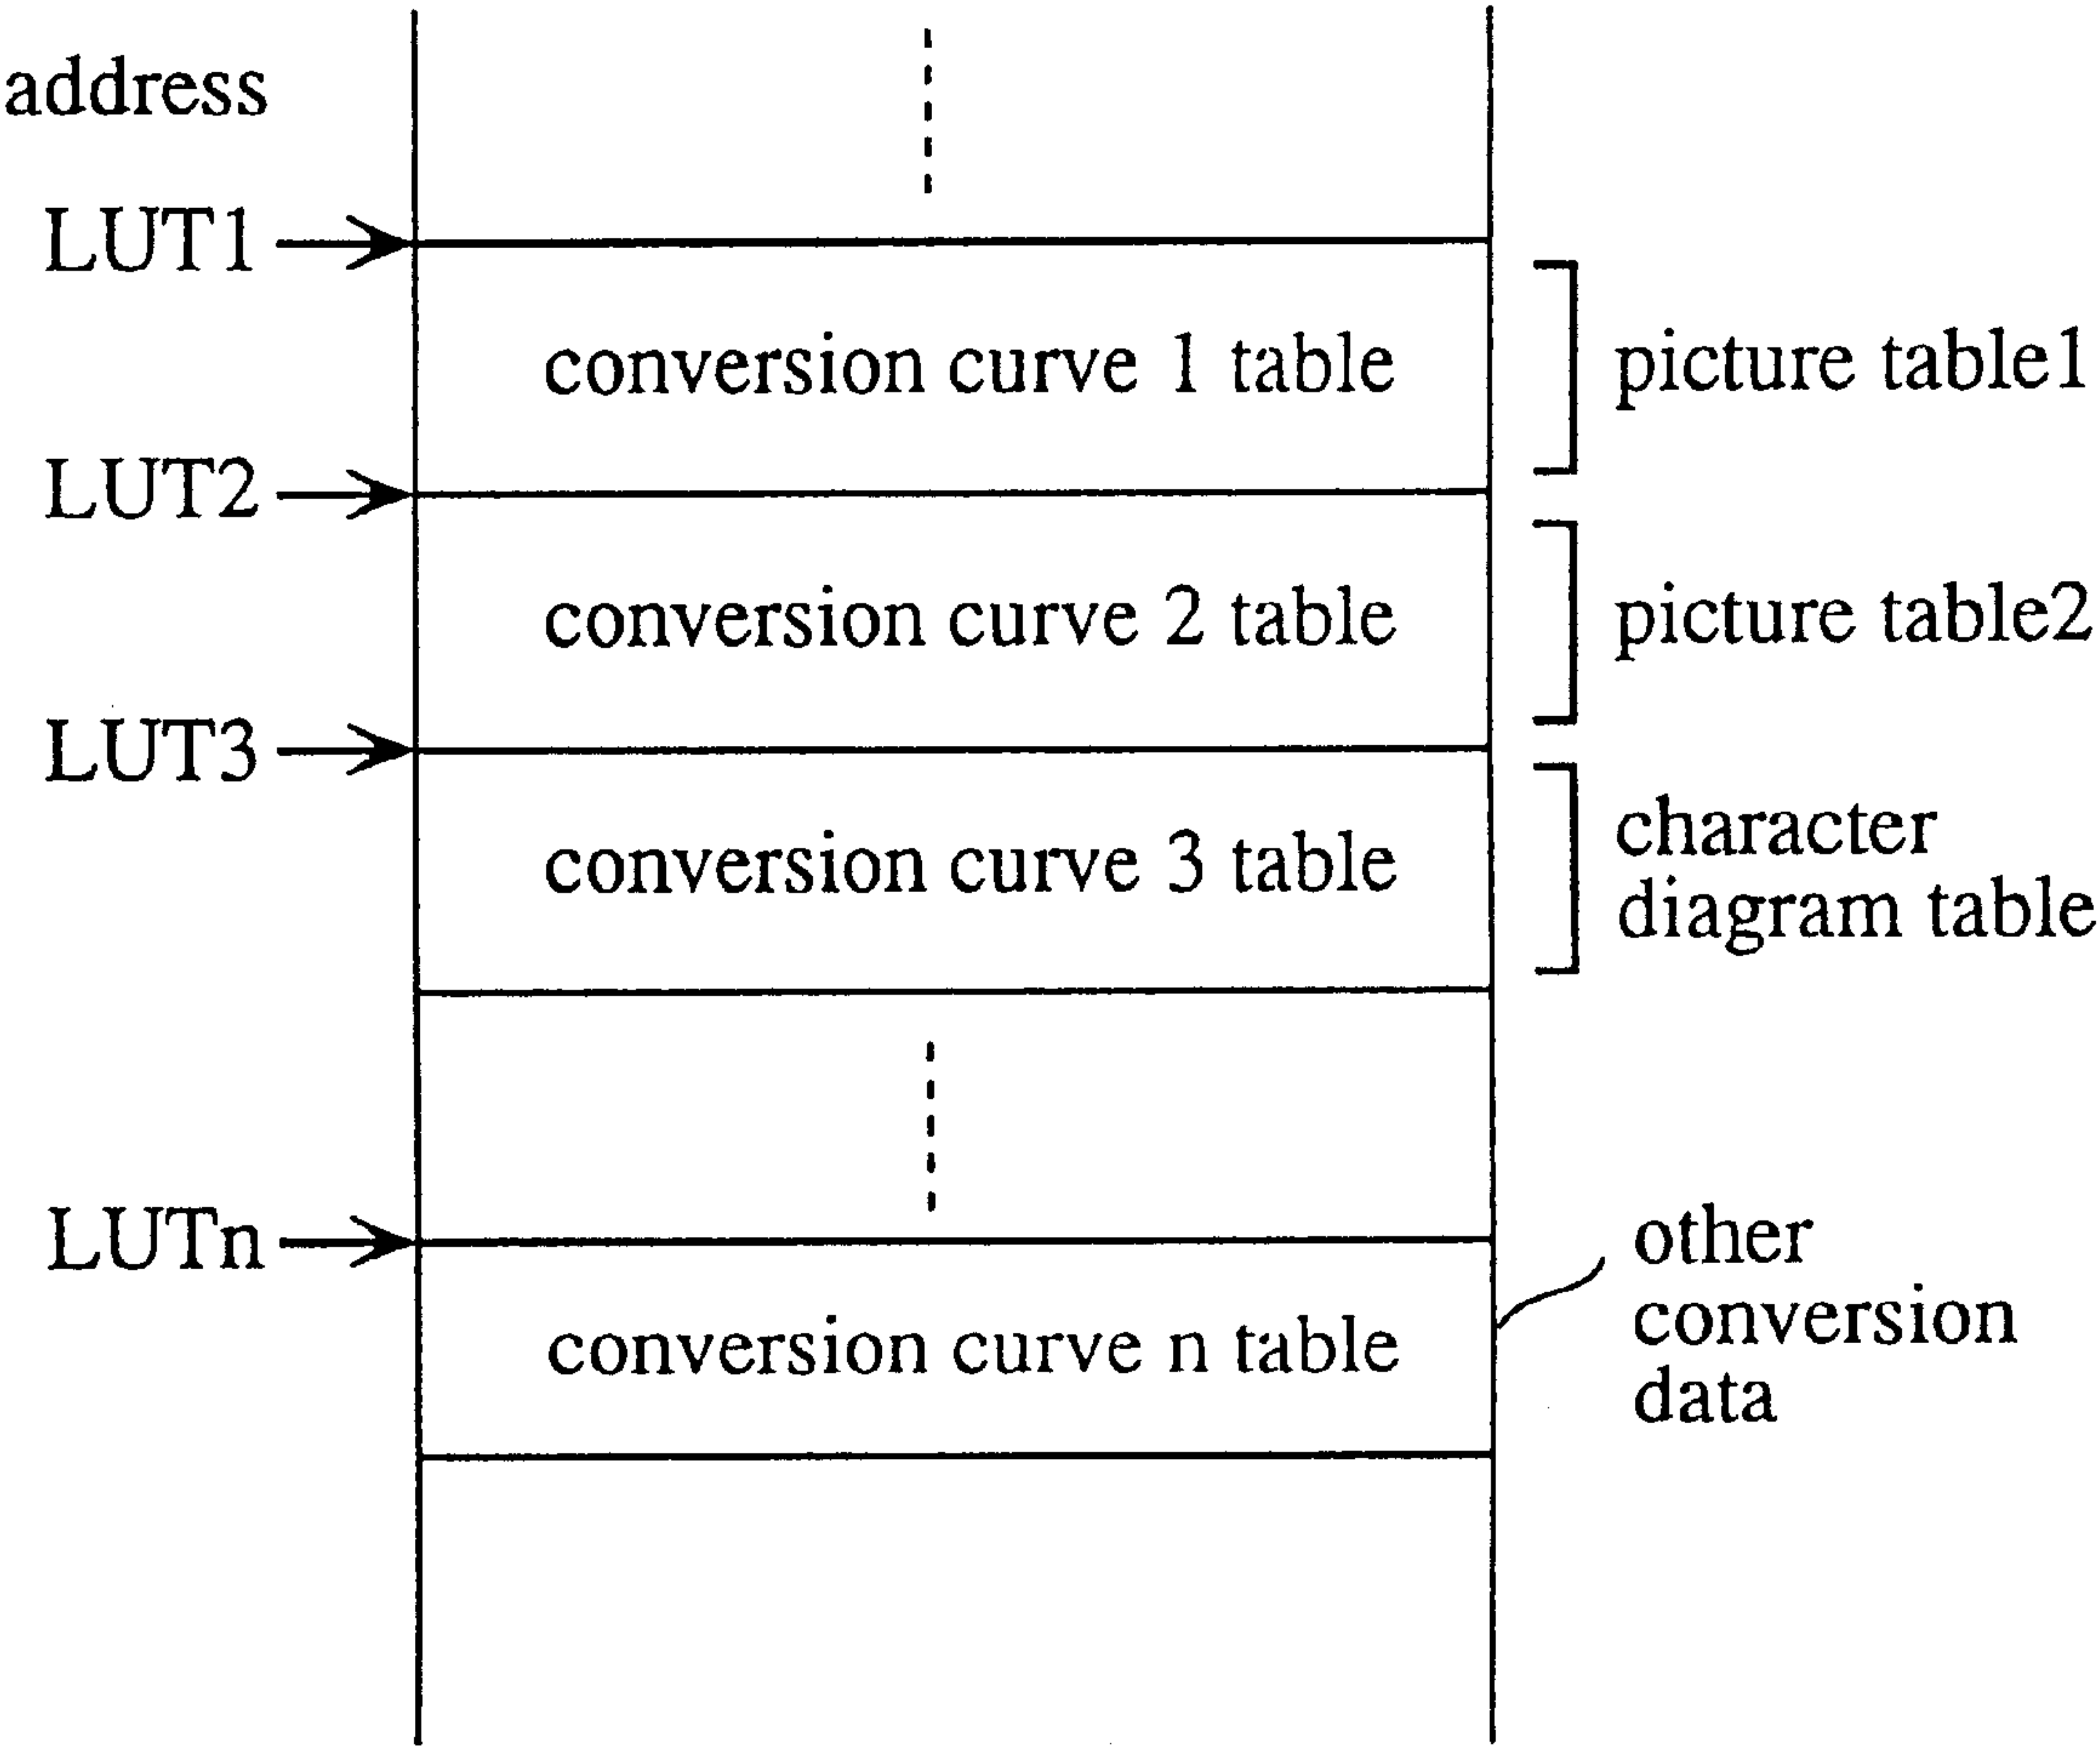 address
LUT1
conversion curve 1 table
picture table1
LUT2
conversion curve 2 table
picture table2
LUT3
conversion curve 3 table
character
diagram table
LUTn
conversion curve n table
other
conversion
data